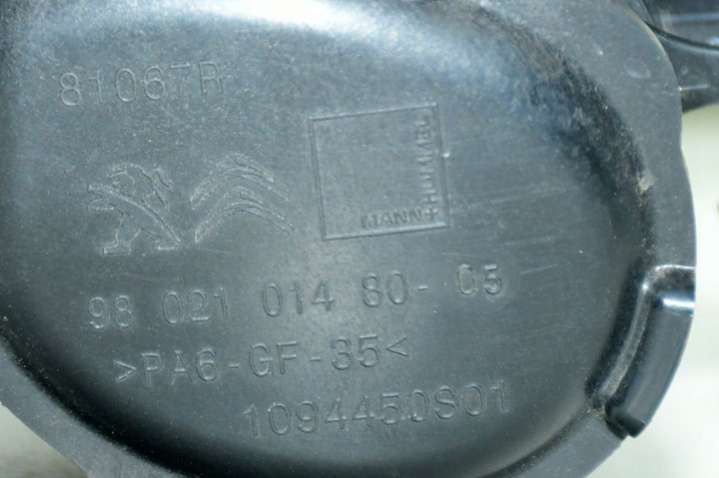 81067R
MANN+HUMMEL
98 021 014 80-05
>PA6-GF-35<
1094450S01